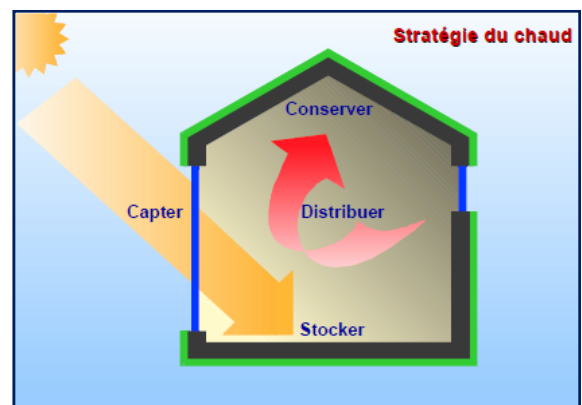 Stratégie du chaud
Conserver
Capter
Distribuer
Stocker